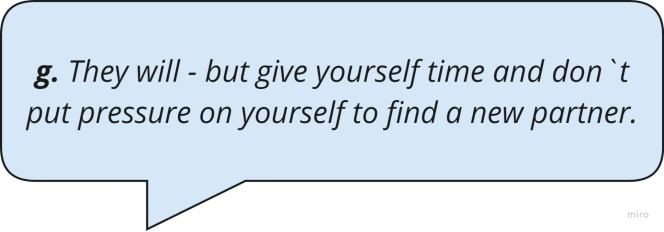 g. They will - but give yourself time and don`t
put pressure on yourself to find a new partner.
miro